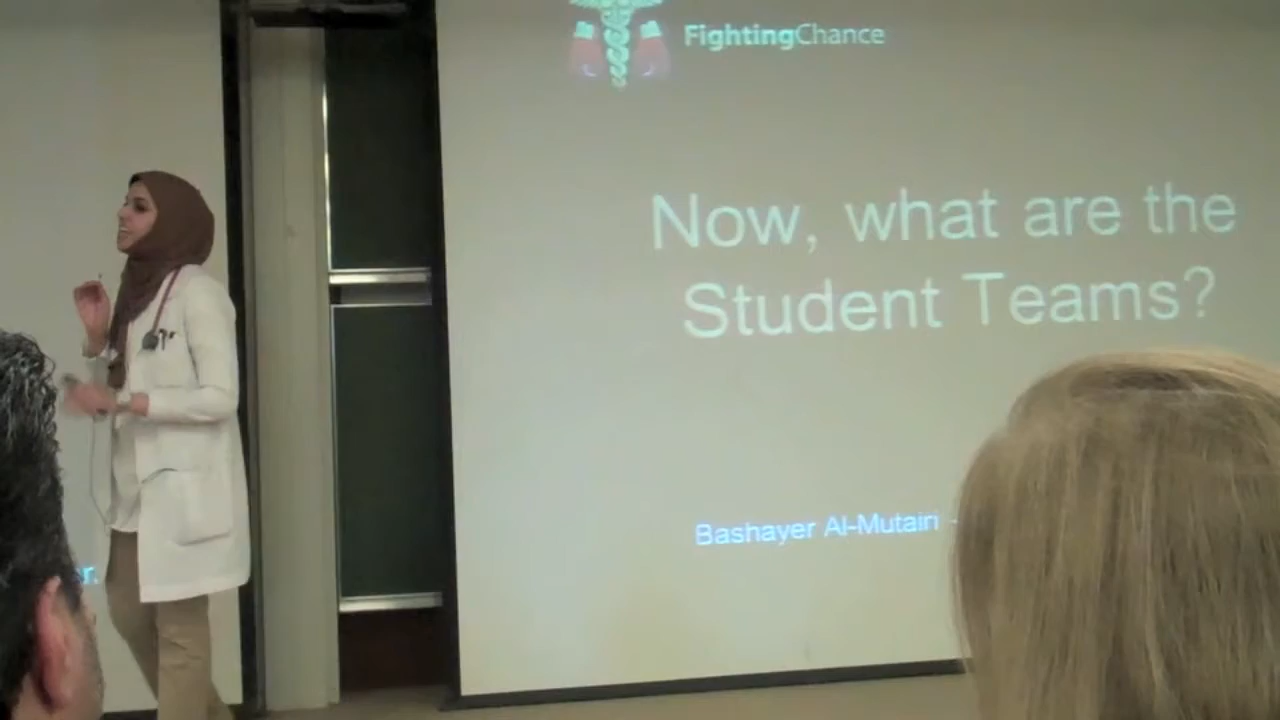 FightingChance
Now, what are the
Student Teams?
Bashayer Al-Mutairi -
r.